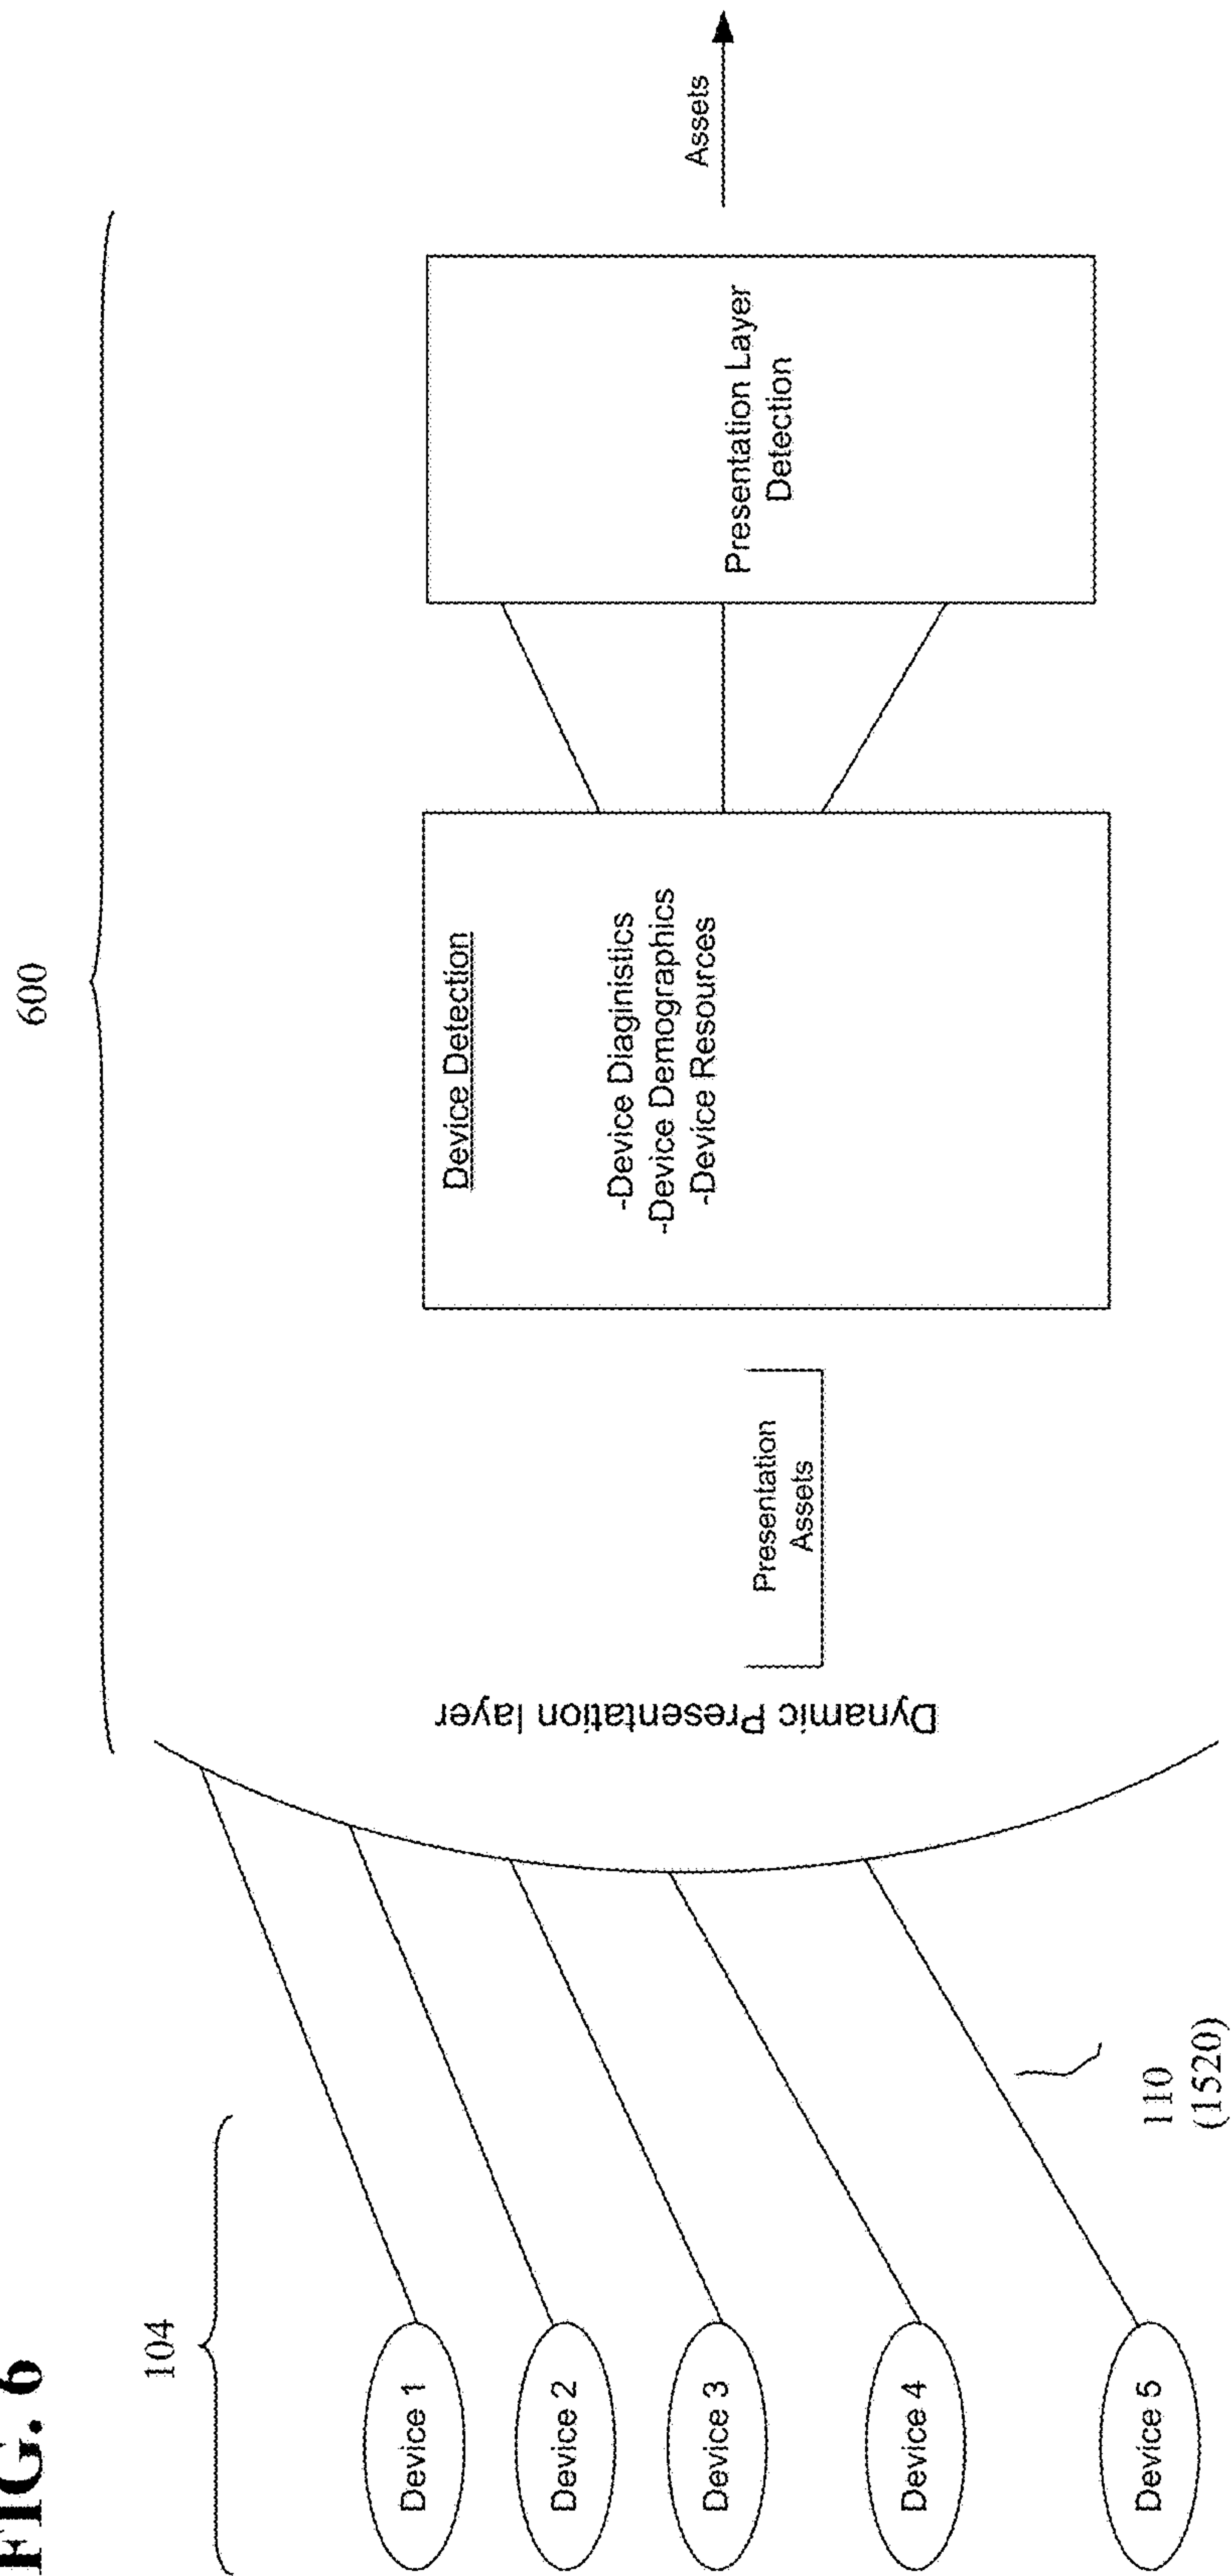 FIG. 6
600
104
Device 1
Device 2
Device 3
Device 4
Device 5
110
(1520)
Dynamic Presentation layer
Presentation
Assets
Device Detection
-Device Diaginistics
-Device Demographics
-Device Resources
Presentation Layer
Detection
Assets